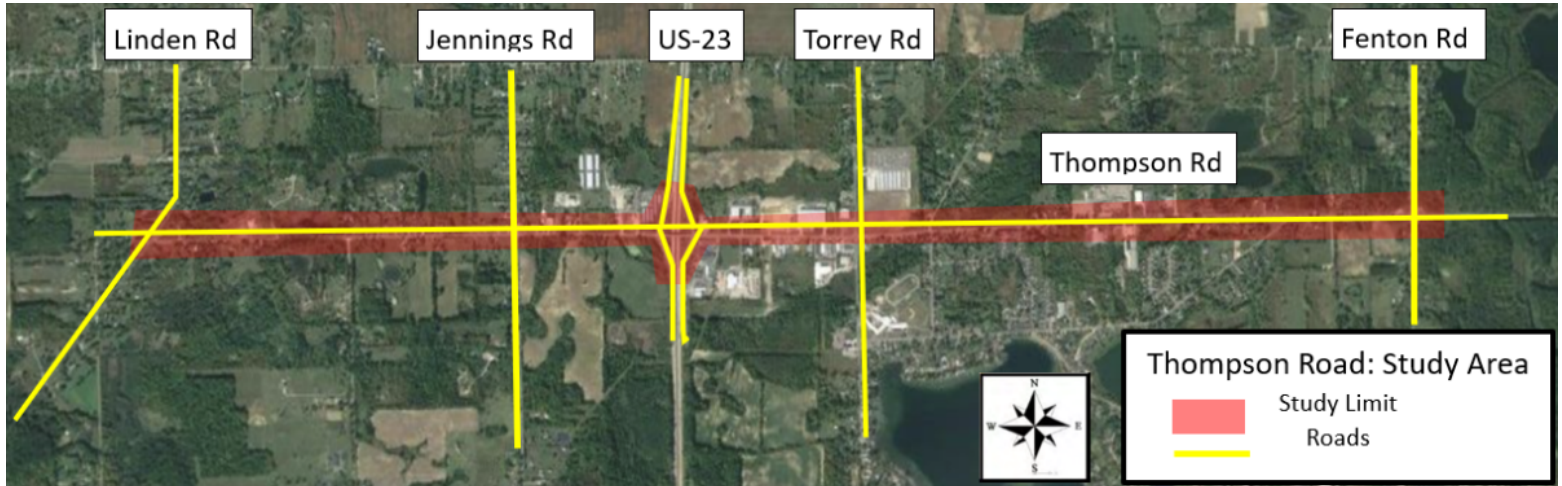 Linden Rd
Jennings Rd
US-23
Torrey Rd
Fenton Rd
Thompson Rd
Thompson Road: Study Area
Study Limit
Roads
N
W E
S